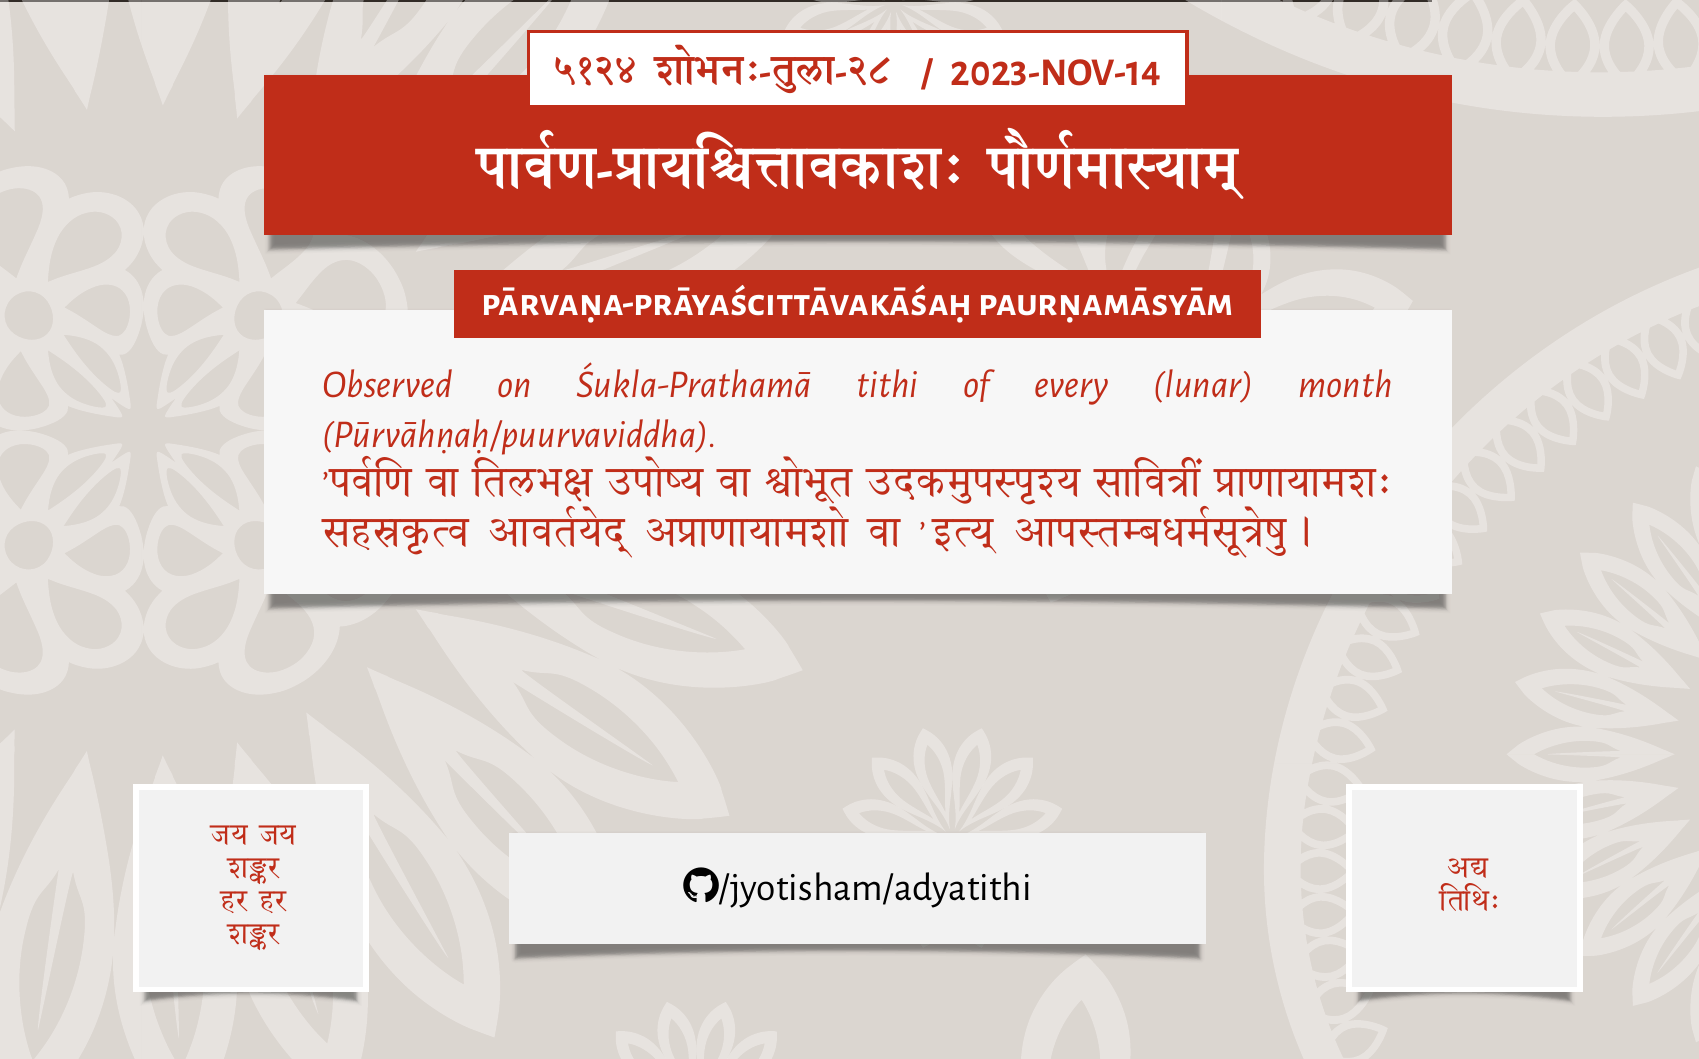 ५१२४ शोभनः-तुला-२८ / 2023-NOV-14
पार्वण-प्रायश्चित्तावकाशः पौर्णमास्याम्
PĀRVAṆA-PRĀYAŚCITTĀVAKĀŚAḤ PAURṆAMĀSYĀM
Observed on Śukla-Prathamā tithi of every (lunar) month
(Pūrvāhṇaḥ/puurvaviddha).
’पर्वणि वा तिलभक्ष उपोष्य वा श्वोभूत उदकमुपस्पृश्य सावित्रीं प्राणायामशः
सहस्रकृत्व आवर्तयेद् अप्राणायामशो वा ’ इत्य् आपस्तम्बधर्मसूत्रेषु ।
जय जय
शङ्कर
हर हर
शङ्कर
/jyotisham/adyatithi
अद्य
तिथिः